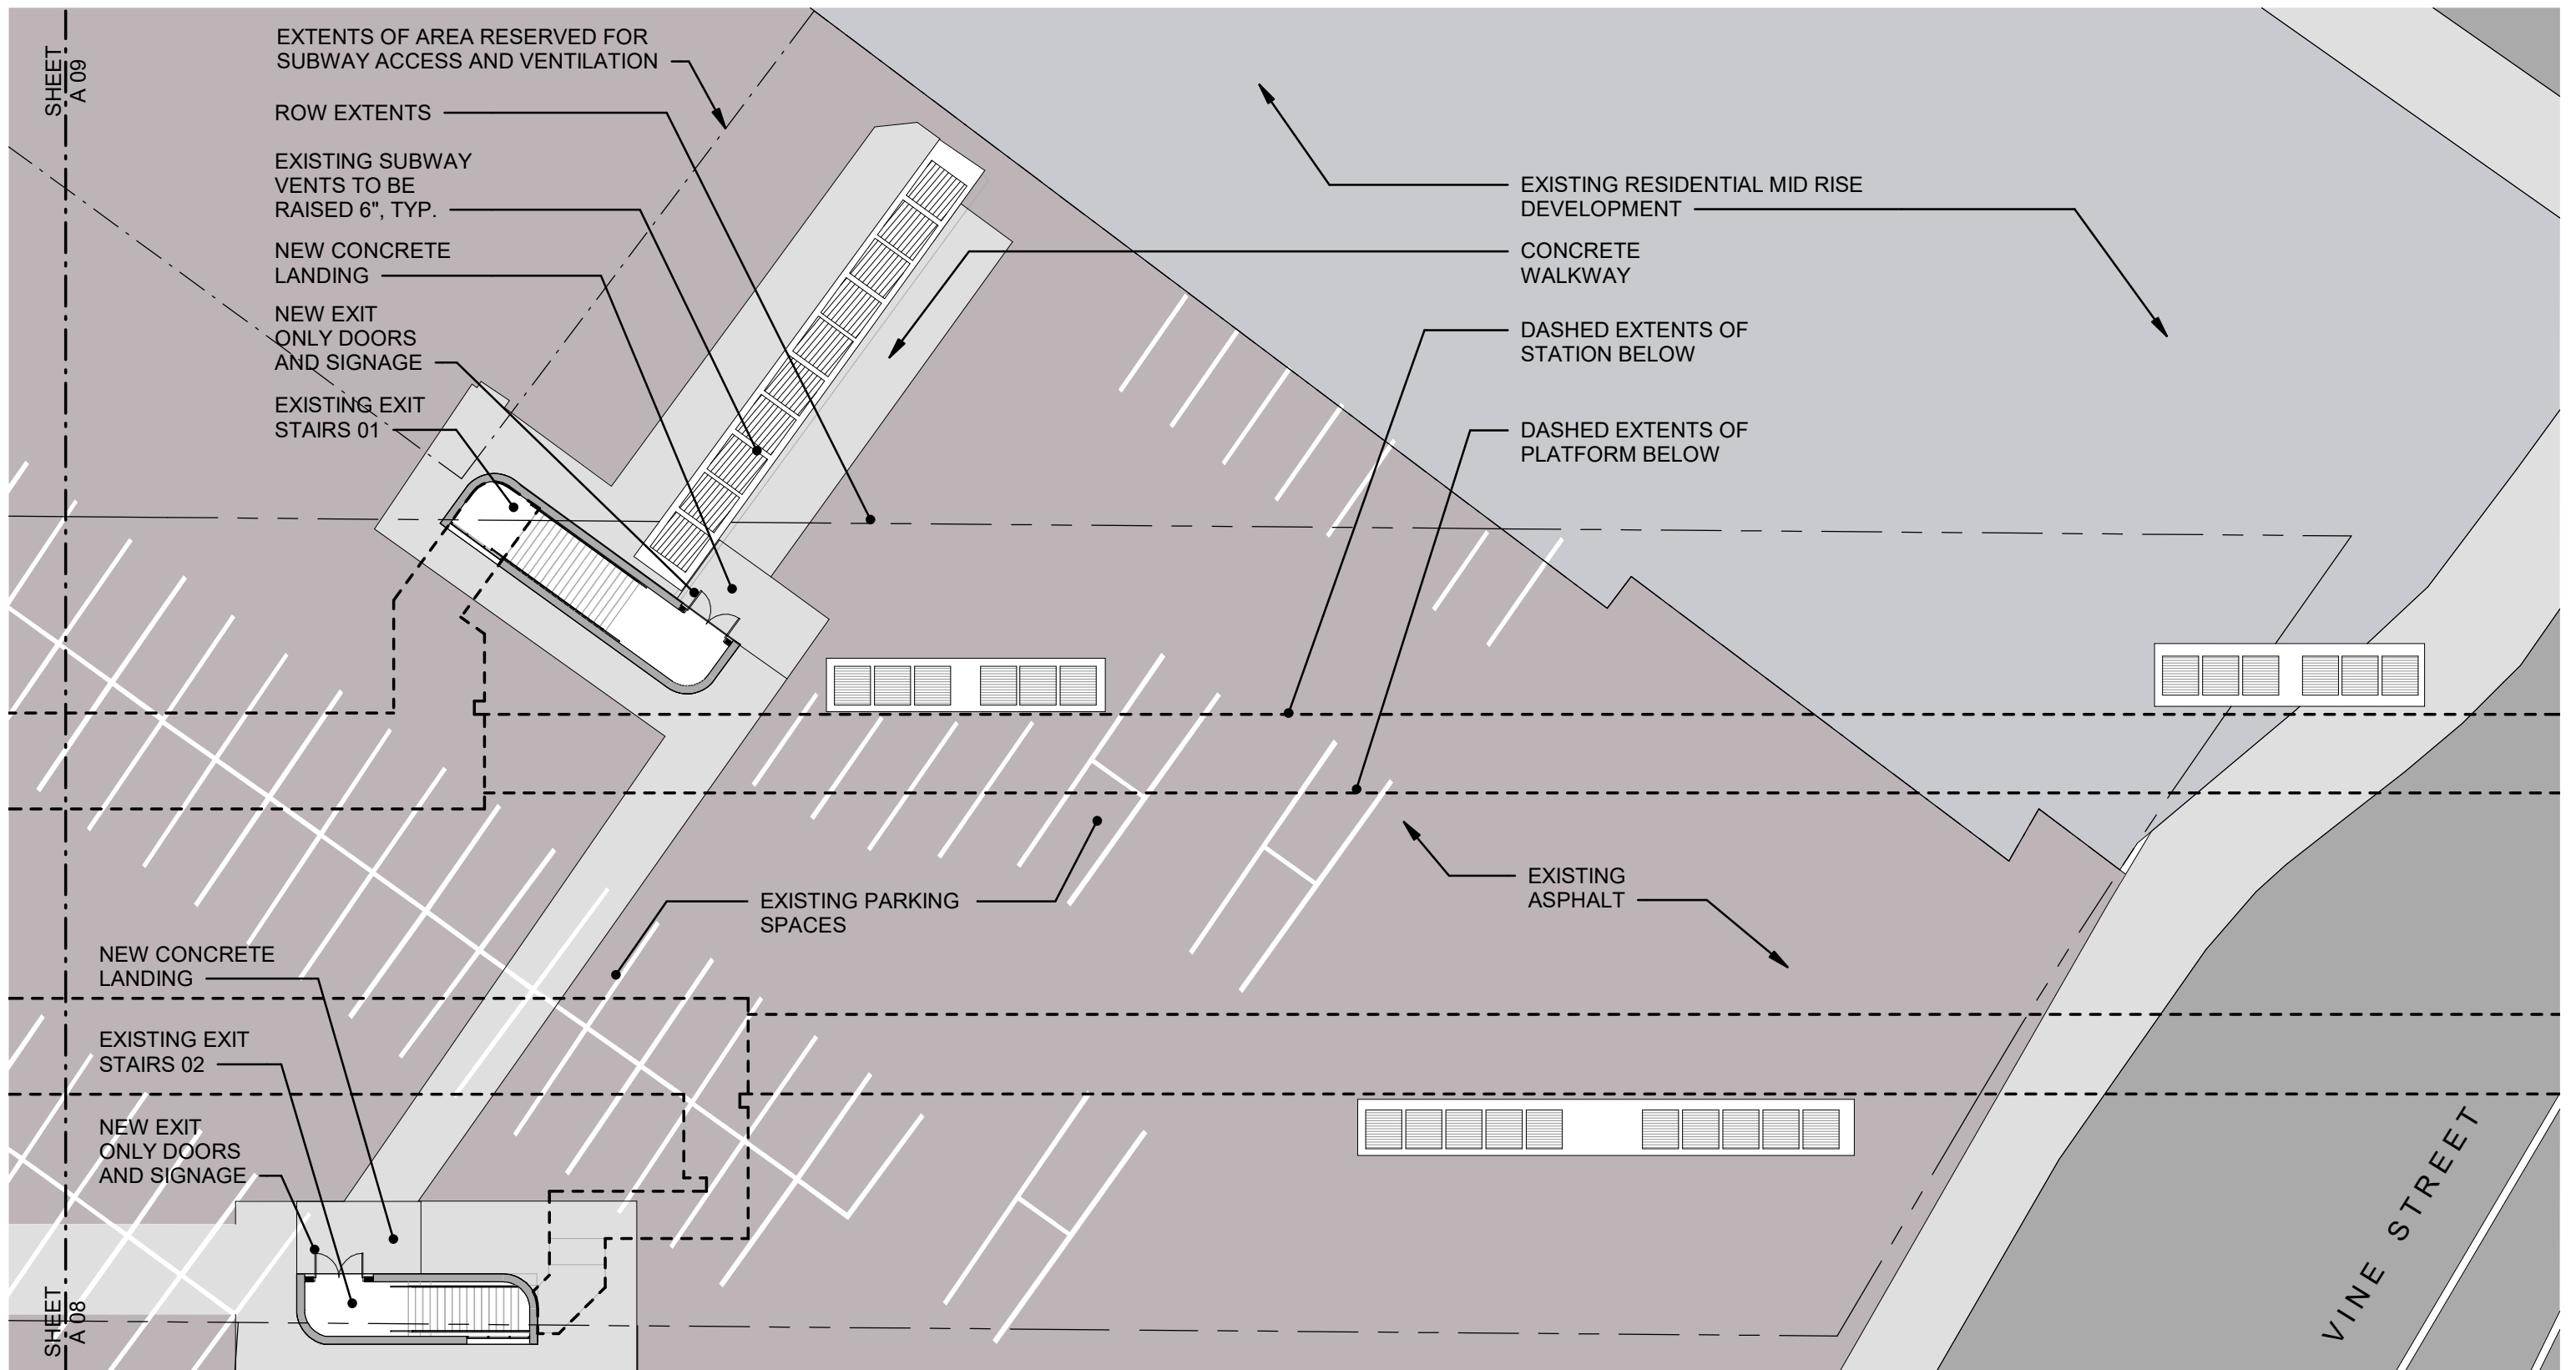 SHEET
A 09
EXTENTS OF AREA RESERVED FOR
SUBWAY ACCESS AND VENTILATION
ROW EXTENTS
EXISTING SUBWAY
VENTS TO BE
RAISED 6", TYP.
NEW CONCRETE
LANDING
NEW EXIT
ONLY DOORS
AND SIGNAGE
EXISTING EXIT
STAIRS 01
EXISTING RESIDENTIAL MID RISE
DEVELOPMENT
CONCRETE
WALKWAY
DASHED EXTENTS OF
STATION BELOW
DASHED EXTENTS OF
PLATFORM BELOW
EXISTING PARKING
SPACES
EXISTING
ASPHALT
NEW CONCRETE
LANDING
EXISTING EXIT
STAIRS 02
NEW EXIT
ONLY DOORS
AND SIGNAGE
SHEET
A 08
VINE STREET